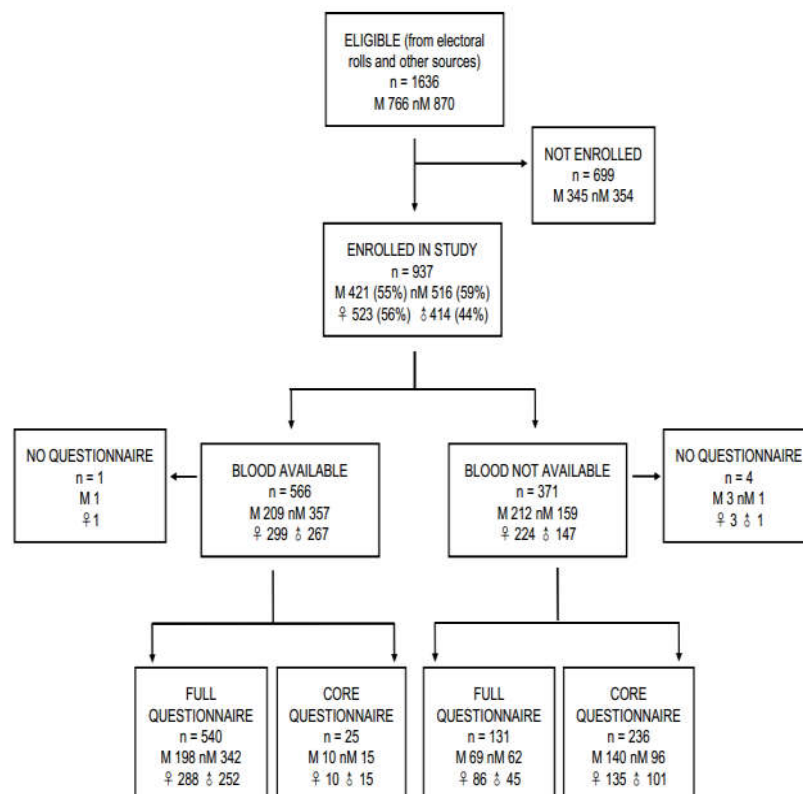 ELIGIBLE (from electoral
rolls and other sources)
n = 1636
M 766 nM 870
NOT ENROLLED
n = 699
M 345 nM 354
ENROLLED IN STUDY
n = 937
M 421 (55%) nM 516 (59%)
♀ 523 (56%) ♂ 414 (44%)
NO QUESTIONNAIRE
n = 1
M 1
♀ 1
BLOOD AVAILABLE
n = 566
M 209 nM 357
♀ 299 ♂ 267
BLOOD NOT AVAILABLE
n = 371
M 212 nM 159
♀ 224 ♂ 147
NO QUESTIONNAIRE
n = 4
M 3 nM 1
♀ 3 ♂ 1
FULL
QUESTIONNAIRE
n = 540
M 198 nM 342
♀ 288 ♂ 252
CORE
QUESTIONNAIRE
n = 25
M 10 nM 15
♀ 10 ♂ 15
FULL
QUESTIONNAIRE
n = 131
M 69 nM 62
♀ 86 ♂ 45
CORE
QUESTIONNAIRE
n = 236
M 140 nM 96
♀ 135 ♂ 101